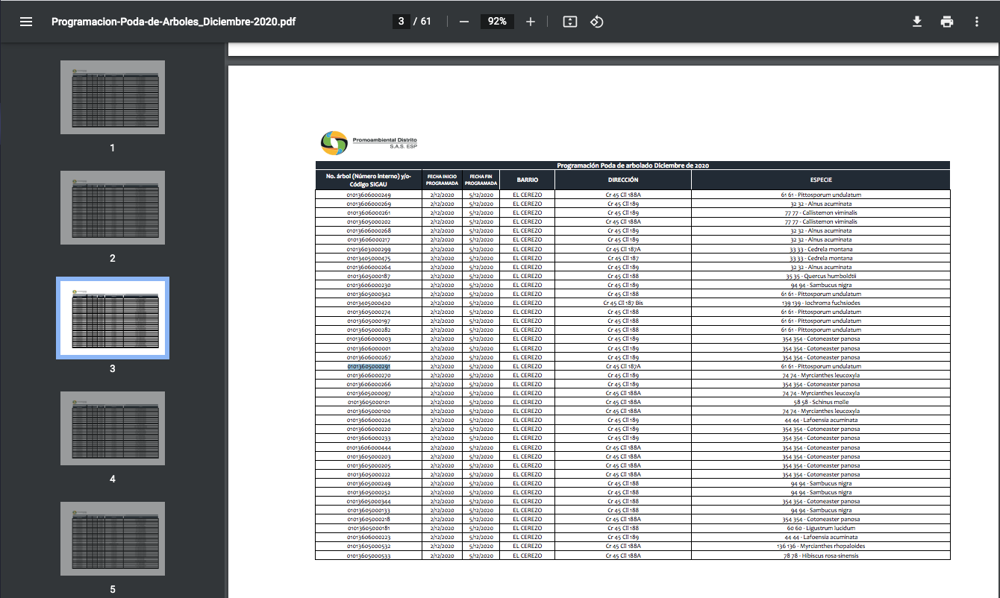 Programacion-Poda-de-Arboles_Diciembre-2020.pdf
3 / 61
92%
1
2
3
4
5
Promoambiental Distrito
S.A.S. ESP
Programación Poda de arbolado Diciembre de 2020
No. árbol (Número interno) y/o- Código SIGAU FECHA INICIO PROGRAMADA FECHA FIN PROGRAMADA BARRIO DIRECCIÓN ESPECIE
01013606000249 2/12/2020 5/12/2020 EL CEREZO Cr 45 Cll 188A 61 61 - Pittosporum undulatum
01013606000269 2/12/2020 5/12/2020 EL CEREZO Cr 45 Cll 189 32 32 - Alnus acuminata
01013606000261 2/12/2020 5/12/2020 EL CEREZO Cr 45 Cll 189 77 77 - Callistemon viminalis
01013605000202 2/12/2020 5/12/2020 EL CEREZO Cr 45 Cll 188A 77 77 - Callistemon viminalis
01013606000268 2/12/2020 5/12/2020 EL CEREZO Cr 45 Cll 189 32 32 - Alnus acuminata
01013606000217 2/12/2020 5/12/2020 EL CEREZO Cr 45 Cll 189 32 32 - Alnus acuminata
01013603000299 2/12/2020 5/12/2020 EL CEREZO Cr 45 Cll 187A 33 33 - Cedrela montana
01013405000475 2/12/2020 5/12/2020 EL CEREZO Cr 45 Cll 187 33 33 - Cedrela montana
01013606000264 2/12/2020 5/12/2020 EL CEREZO Cr 45 Cll 189 32 32 - Alnus acuminata
01013605000187 2/12/2020 5/12/2020 EL CEREZO Cr 45 Cll 188 35 35 - Quercus humboldtii
01013606000230 2/12/2020 5/12/2020 EL CEREZO Cr 45 Cll 189 94 94 - Sambucus nigra
01013605000342 2/12/2020 5/12/2020 EL CEREZO Cr 45 Cll 188 61 61 - Pittosporum undulatum
01013405000420 2/12/2020 5/12/2020 EL CEREZO Cr 45 Cll 187 Bis 139 139 - Iochroma fuchsiodes
01013605000274 2/12/2020 5/12/2020 EL CEREZO Cr 45 Cll 188 61 61 - Pittosporum undulatum
01013605000197 2/12/2020 5/12/2020 EL CEREZO Cr 45 Cll 188 61 61 - Pittosporum undulatum
01013605000282 2/12/2020 5/12/2020 EL CEREZO Cr 45 Cll 188 61 61 - Pittosporum undulatum
01013606000003 2/12/2020 5/12/2020 EL CEREZO Cr 45 Cll 189 354 354 - Cotoneaster panosa
01013606000001 2/12/2020 5/12/2020 EL CEREZO Cr 45 Cll 189 354 354 - Cotoneaster panosa
01013606000267 2/12/2020 5/12/2020 EL CEREZO Cr 45 Cll 189 354 354 - Cotoneaster panosa
01013605000291 2/12/2020 5/12/2020 EL CEREZO Cr 45 Cll 187A 61 61 - Pittosporum undulatum
01013606000270 2/12/2020 5/12/2020 EL CEREZO Cr 45 Cll 189 74 74 - Myrcianthes leucoxyla
01013606000266 2/12/2020 5/12/2020 EL CEREZO Cr 45 Cll 189 354 354 - Cotoneaster panosa
01013605000097 2/12/2020 5/12/2020 EL CEREZO Cr 45 Cll 188A 74 74 - Myrcianthes leucoxyla
01013605000101 2/12/2020 5/12/2020 EL CEREZO Cr 45 Cll 188A 58 58 - Schinus molle
01013605000100 2/12/2020 5/12/2020 EL CEREZO Cr 45 Cll 188A 74 74 - Myrcianthes leucoxyla
01013606000224 2/12/2020 5/12/2020 EL CEREZO Cr 45 Cll 189 44 44 - Lafoensia acuminata
01013606000220 2/12/2020 5/12/2020 EL CEREZO Cr 45 Cll 189 354 354 - Cotoneaster panosa
01013606000233 2/12/2020 5/12/2020 EL CEREZO Cr 45 Cll 189 354 354 - Cotoneaster panosa
01013606000444 2/12/2020 5/12/2020 EL CEREZO Cr 45 Cll 188A 354 354 - Cotoneaster panosa
01013605000203 2/12/2020 5/12/2020 EL CEREZO Cr 45 Cll 188A 354 354 - Cotoneaster panosa
01013605000205 2/12/2020 5/12/2020 EL CEREZO Cr 45 Cll 188A 354 354 - Cotoneaster panosa
01013605000222 2/12/2020 5/12/2020 EL CEREZO Cr 45 Cll 188A 354 354 - Cotoneaster panosa
01013605000249 2/12/2020 5/12/2020 EL CEREZO Cr 45 Cll 188 94 94 - Sambucus nigra
01013605000252 2/12/2020 5/12/2020 EL CEREZO Cr 45 Cll 188 94 94 - Sambucus nigra
01013605000344 2/12/2020 5/12/2020 EL CEREZO Cr 45 Cll 188 354 354 - Cotoneaster panosa
01013605000133 2/12/2020 5/12/2020 EL CEREZO Cr 45 Cll 188 94 94 - Sambucus nigra
01013605000218 2/12/2020 5/12/2020 EL CEREZO Cr 45 Cll 188A 354 354 - Cotoneaster panosa
01013605000181 2/12/2020 5/12/2020 EL CEREZO Cr 45 Cll 188 60 60 - Ligustrum lucidum
01013606000223 2/12/2020 5/12/2020 EL CEREZO Cr 45 Cll 189 44 44 - Lafoensia acuminata
01013605000532 2/12/2020 5/12/2020 EL CEREZO Cr 45 Cll 188A 136 136 - Myrcianthes rhopaloides
01013605000533 2/12/2020 5/12/2020 EL CEREZO Cr 45 Cll 188A 78 78 - Hibiscus rosa-sinensis